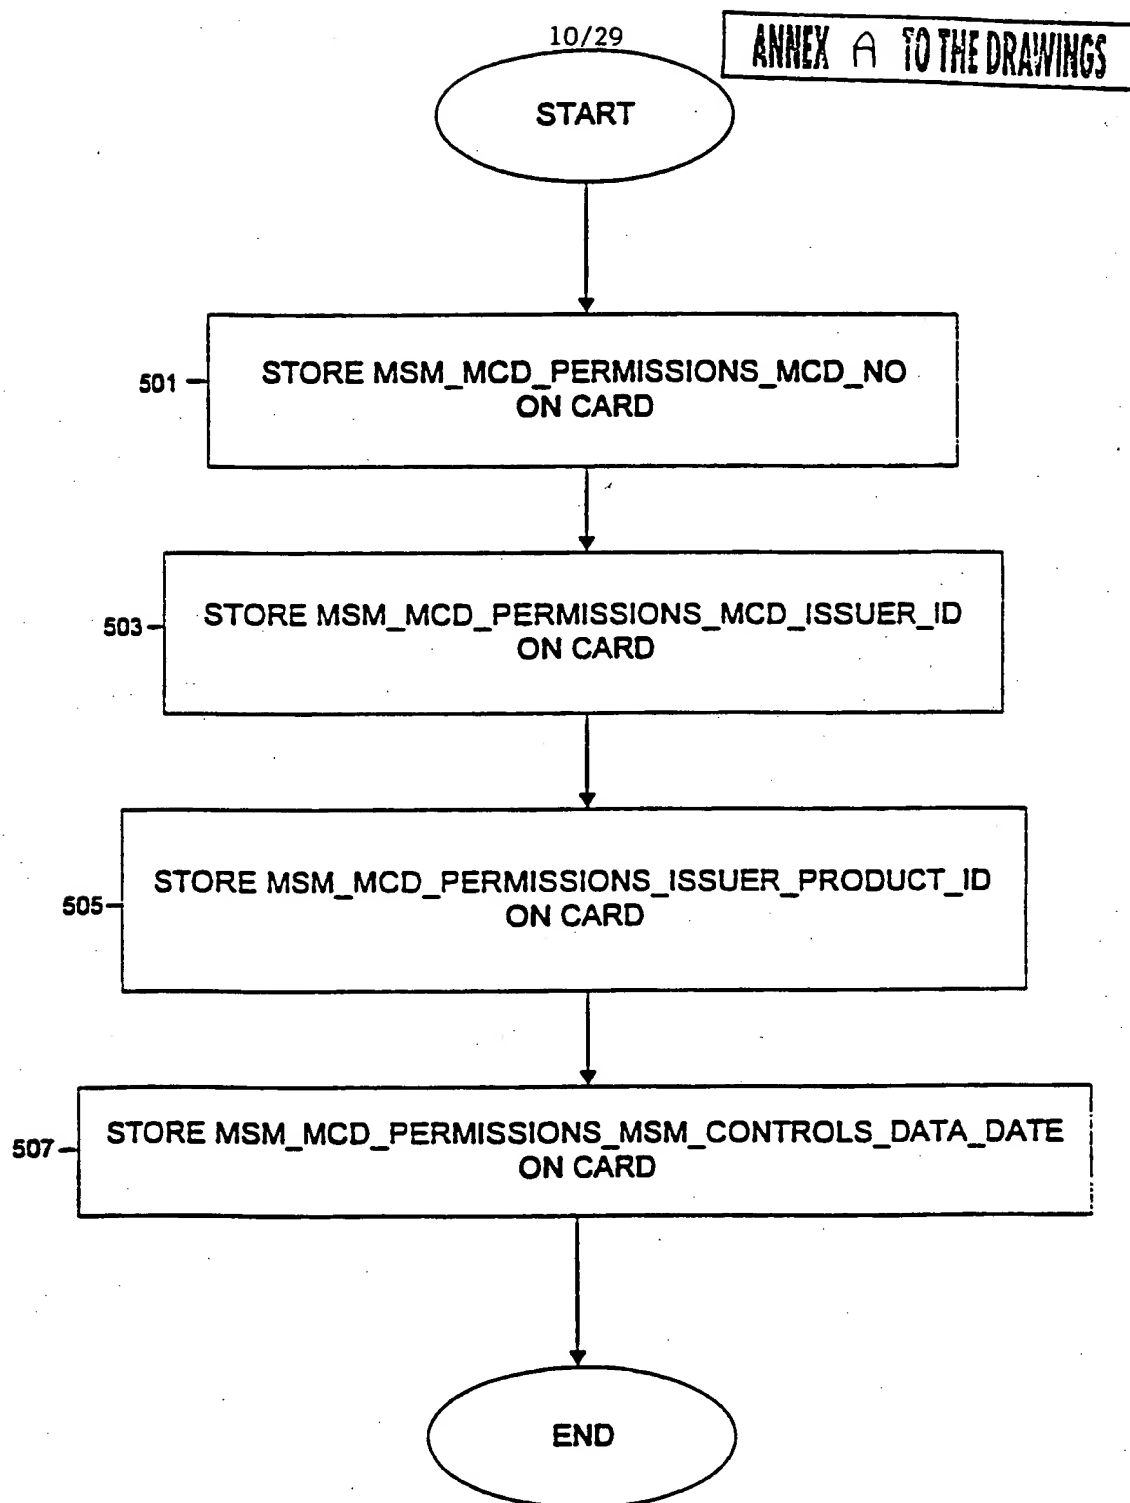 10/29
ANNEX A TO THE DRAWINGS
START
501
STORE MSM_MCD_PERMISSIONS_MCD_NO
ON CARD
503
STORE MSM_MCD_PERMISSIONS_MCD_ISSUER_ID
ON CARD
505
STORE MSM_MCD_PERMISSIONS_ISSUER_PRODUCT_ID
ON CARD
507
STORE MSM_MCD_PERMISSIONS_MSM_CONTROLS_DATA_DATE
ON CARD
END